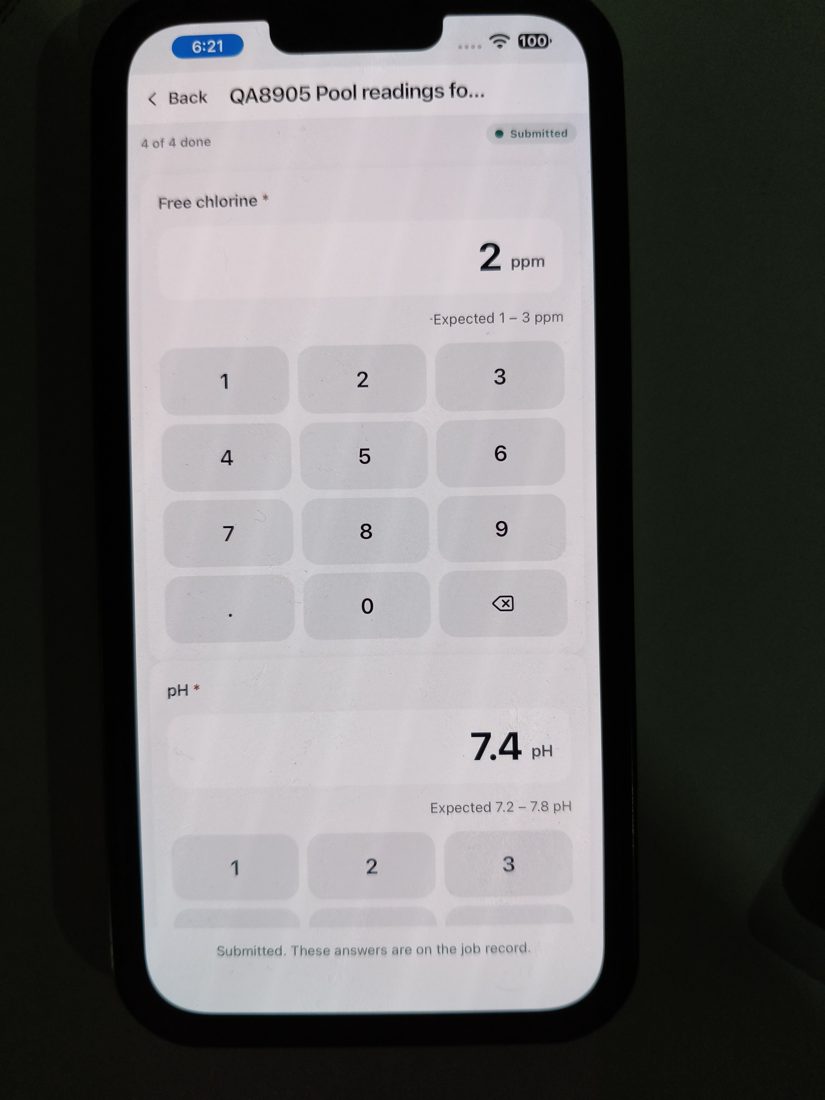 6:21
100
Back QA8905 Pool readings fo...
4 of 4 done
Submitted
Free chlorine *
2 ppm
Expected 1 – 3 ppm
1 2 3
4 5 6
7 8 9
. 0
pH *
7.4 pH
Expected 7.2 – 7.8 pH
1 2 3
Submitted. These answers are on the job record.